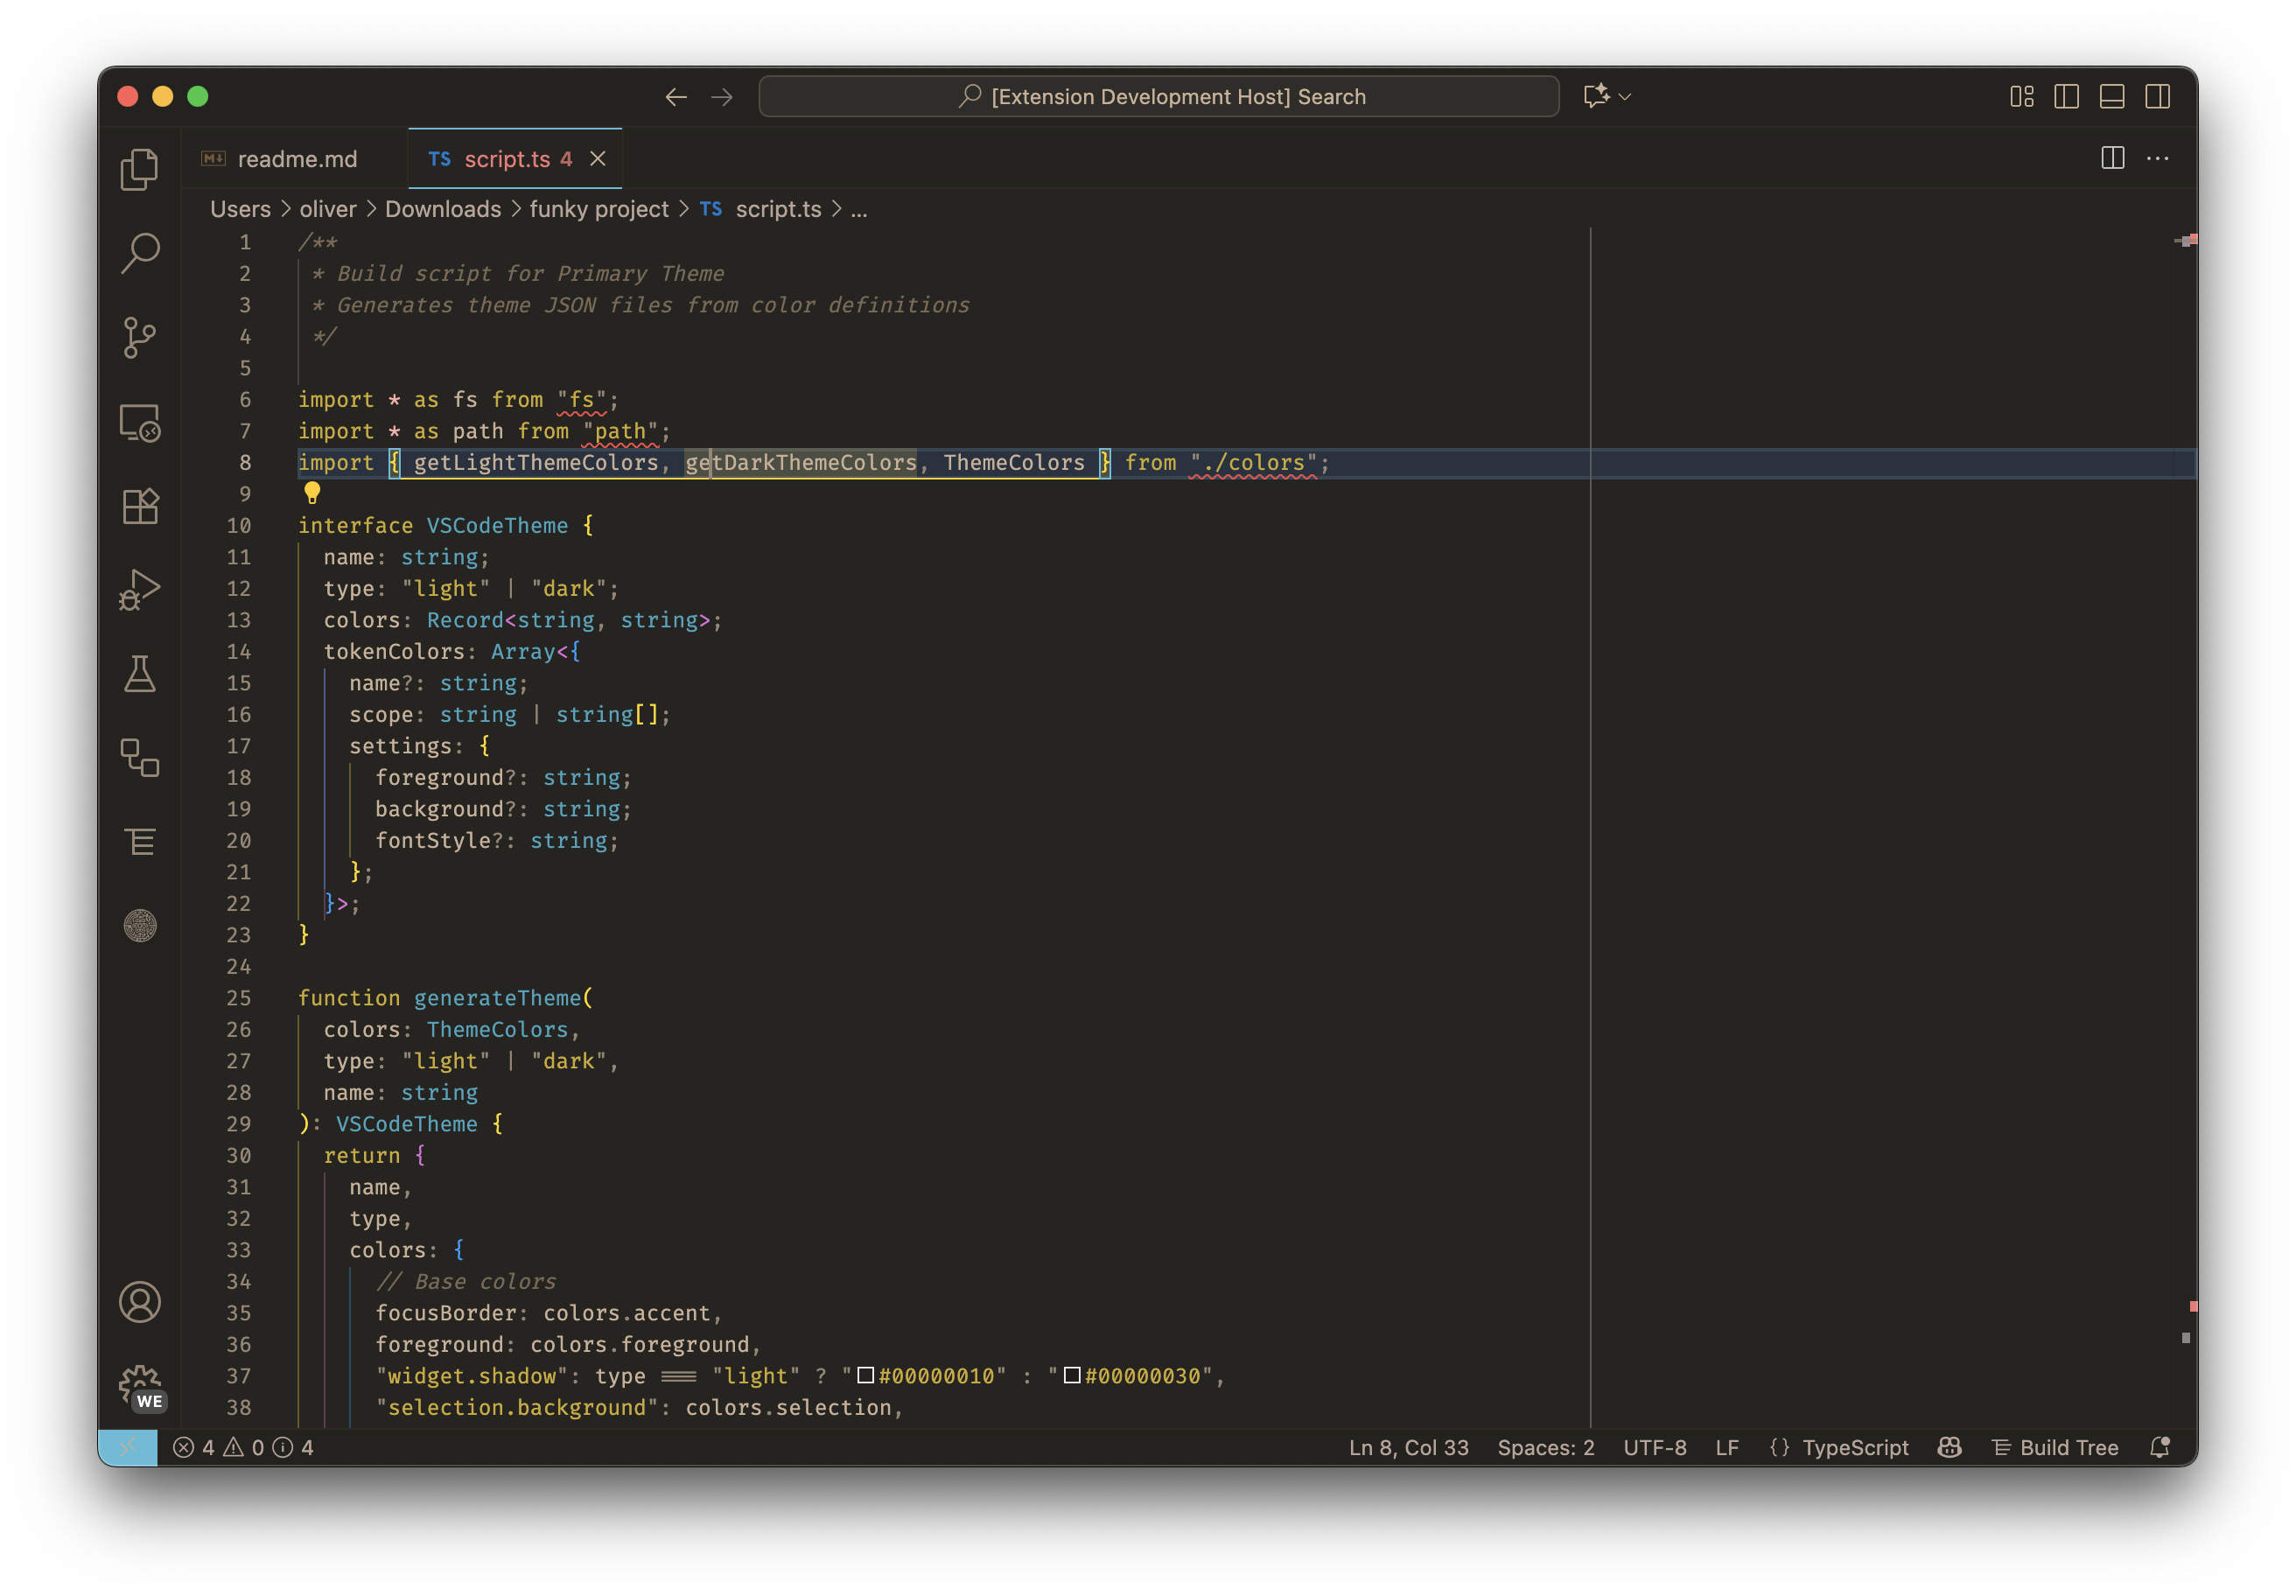 [Extension Development Host] Search
readme.md
TS script.ts 4
Users > oliver > Downloads > funky project > TS script.ts > ...
1 /**
2 * Build script for Primary Theme
3 * Generates theme JSON files from color definitions
4 */
5
6 import * as fs from "fs";
7 import * as path from "path";
8 import { getLightThemeColors, getDarkThemeColors, ThemeColors } from "./colors";
9
10 interface VSCodeTheme {
11 name: string;
12 type: "light" | "dark";
13 colors: Record<string, string>;
14 tokenColors: Array<{
15 name?: string;
16 scope: string | string[];
17 settings: {
18 foreground?: string;
19 background?: string;
20 fontStyle?: string;
21 };
22 }>;
23 }
24
25 function generateTheme(
26 colors: ThemeColors,
27 type: "light" | "dark",
28 name: string
29 ): VSCodeTheme {
30 return {
31 name,
32 type,
33 colors: {
34 // Base colors
35 focusBorder: colors.accent,
36 foreground: colors.foreground,
37 "widget.shadow": type === "light" ? "#00000010" : "#00000030",
38 "selection.background": colors.selection,
WE
4 0 4 Ln 8, Col 33 Spaces: 2 UTF-8 LF {} TypeScript Build Tree